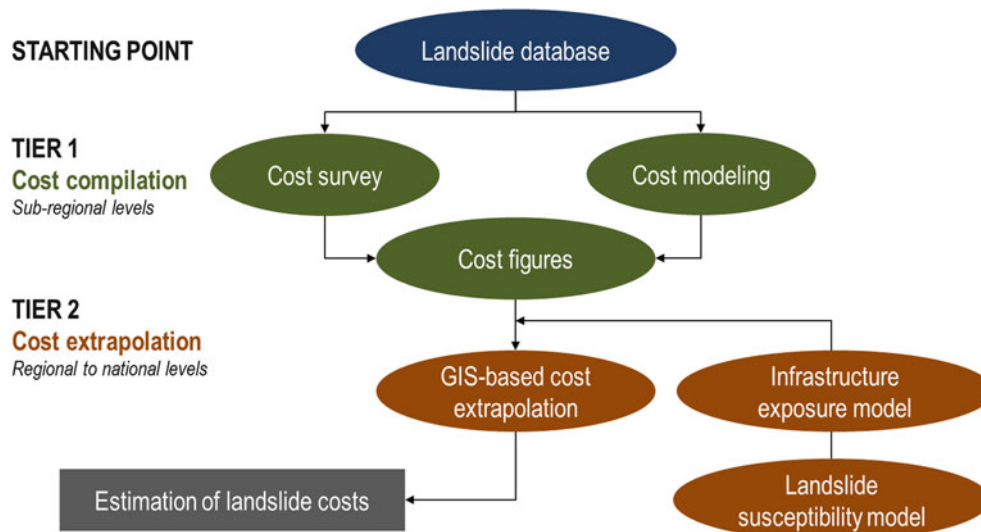 STARTING POINT
Landslide database
TIER 1
Cost compilation
Sub-regional levels
Cost survey
Cost modeling
Cost figures
TIER 2
Cost extrapolation
Regional to national levels
GIS-based cost
extrapolation
Infrastructure
exposure model
Estimation of landslide costs
Landslide
susceptibility model